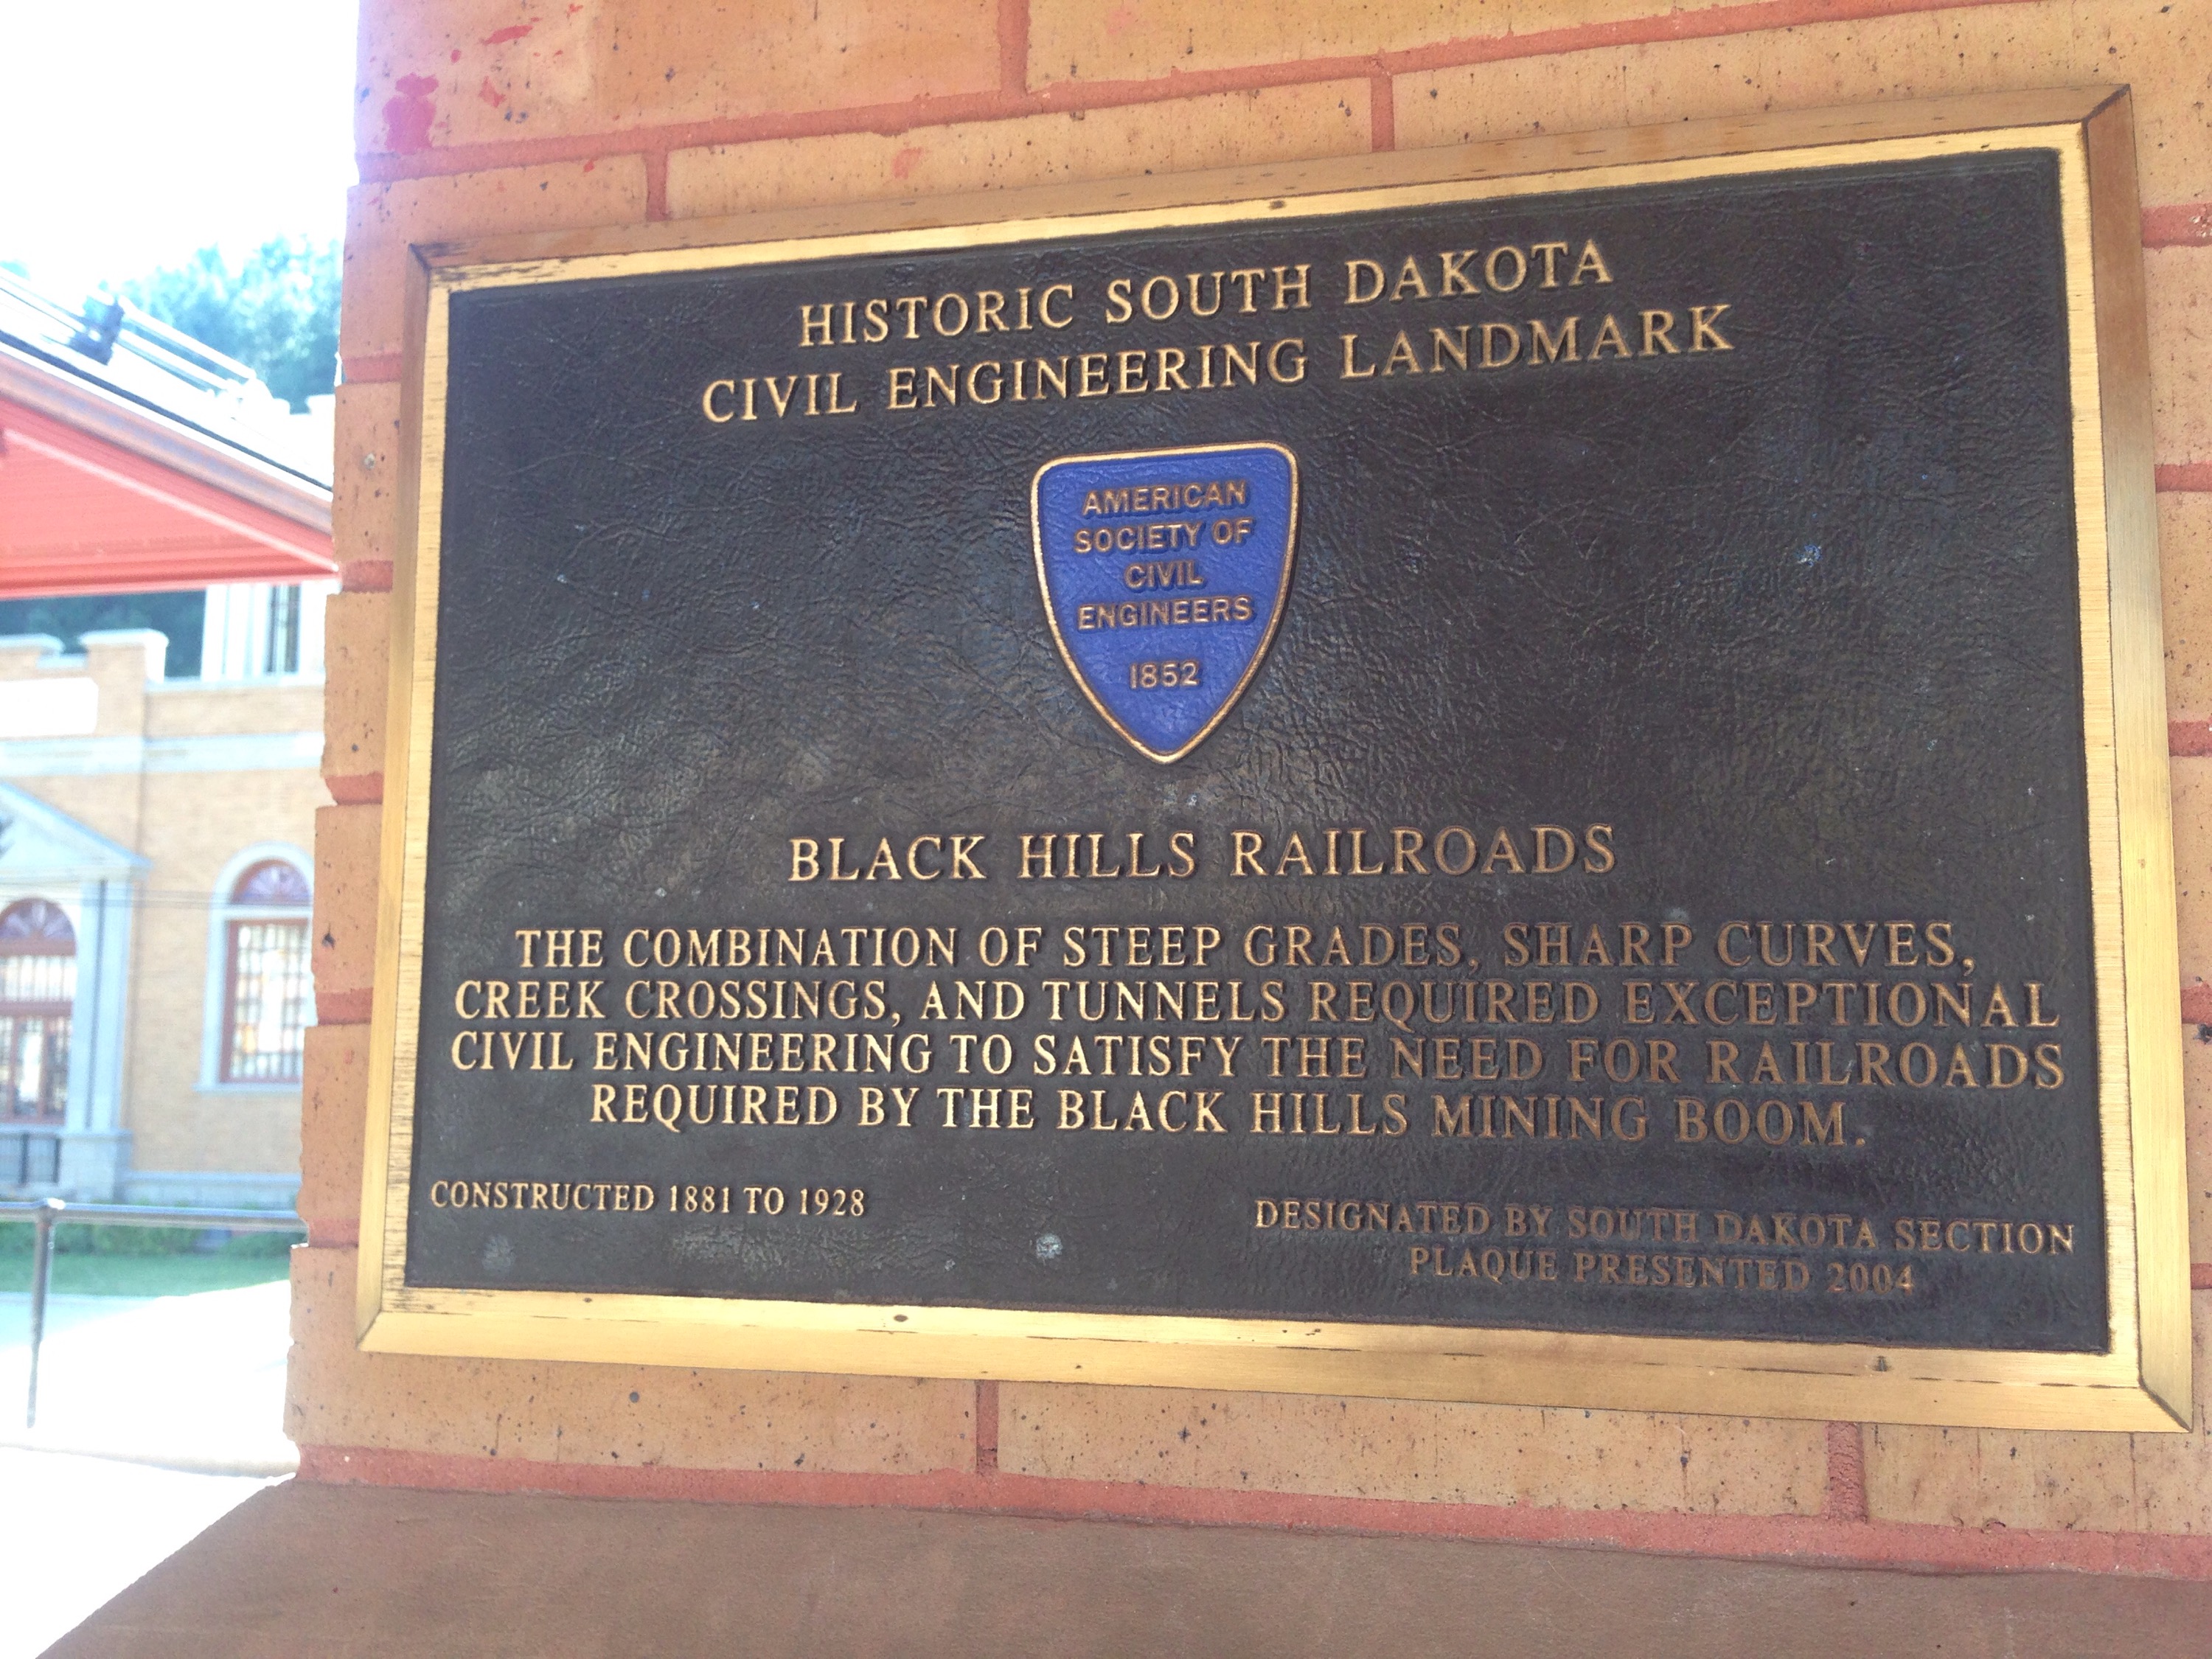 HISTORIC SOUTH DAKOTA
CIVIL ENGINEERING LANDMARK
AMERICAN
SOCIETY OF
CIVIL
ENGINEERS
1852
BLACK HILLS RAILROADS
THE COMBINATION OF STEEP GRADES, SHARP CURVES,
CREEK CROSSINGS, AND TUNNELS REQUIRED EXCEPTIONAL
CIVIL ENGINEERING TO SATISFY THE NEED FOR RAILROADS
REQUIRED BY THE BLACK HILLS MINING BOOM.
CONSTRUCTED 1881 TO 1928
DESIGNATED BY SOUTH DAKOTA SECTION
PLAQUE PRESENTED 2004